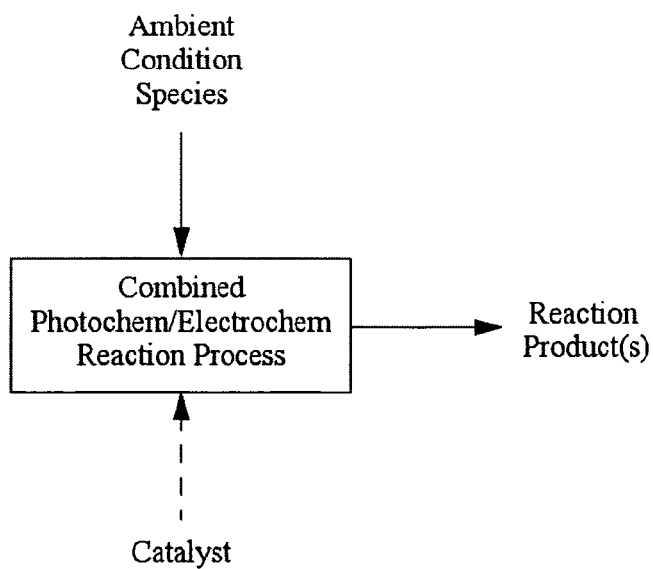 Ambient
Condition
Species
Combined
Photochem/Electrochem
Reaction Process
Reaction
Product(s)
Catalyst